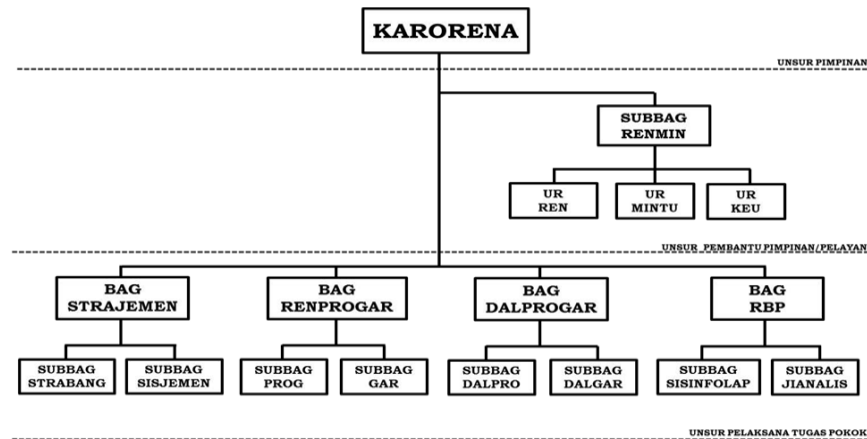 KARORENA
UNSUR PIMPINAN
SUBBAG
RENMIN
UR
REN
UR
MINTU
UR
KEU
UNSUR PEMBANTU PIMPINAN/PELAYAN
BAG
STRAJEMEN
BAG
RENPROGAR
BAG
DALPROGAR
BAG
RBP
SUBBAG
STRABANG
SUBBAG
SISJEMEN
SUBBAG
PROG
SUBBAG
GAR
SUBBAG
DALPRO
SUBBAG
DALGAR
SUBBAG
SISINFOLAP
SUBBAG
JIANALIS
UNSUR PELAKSANA TUGAS POKOK